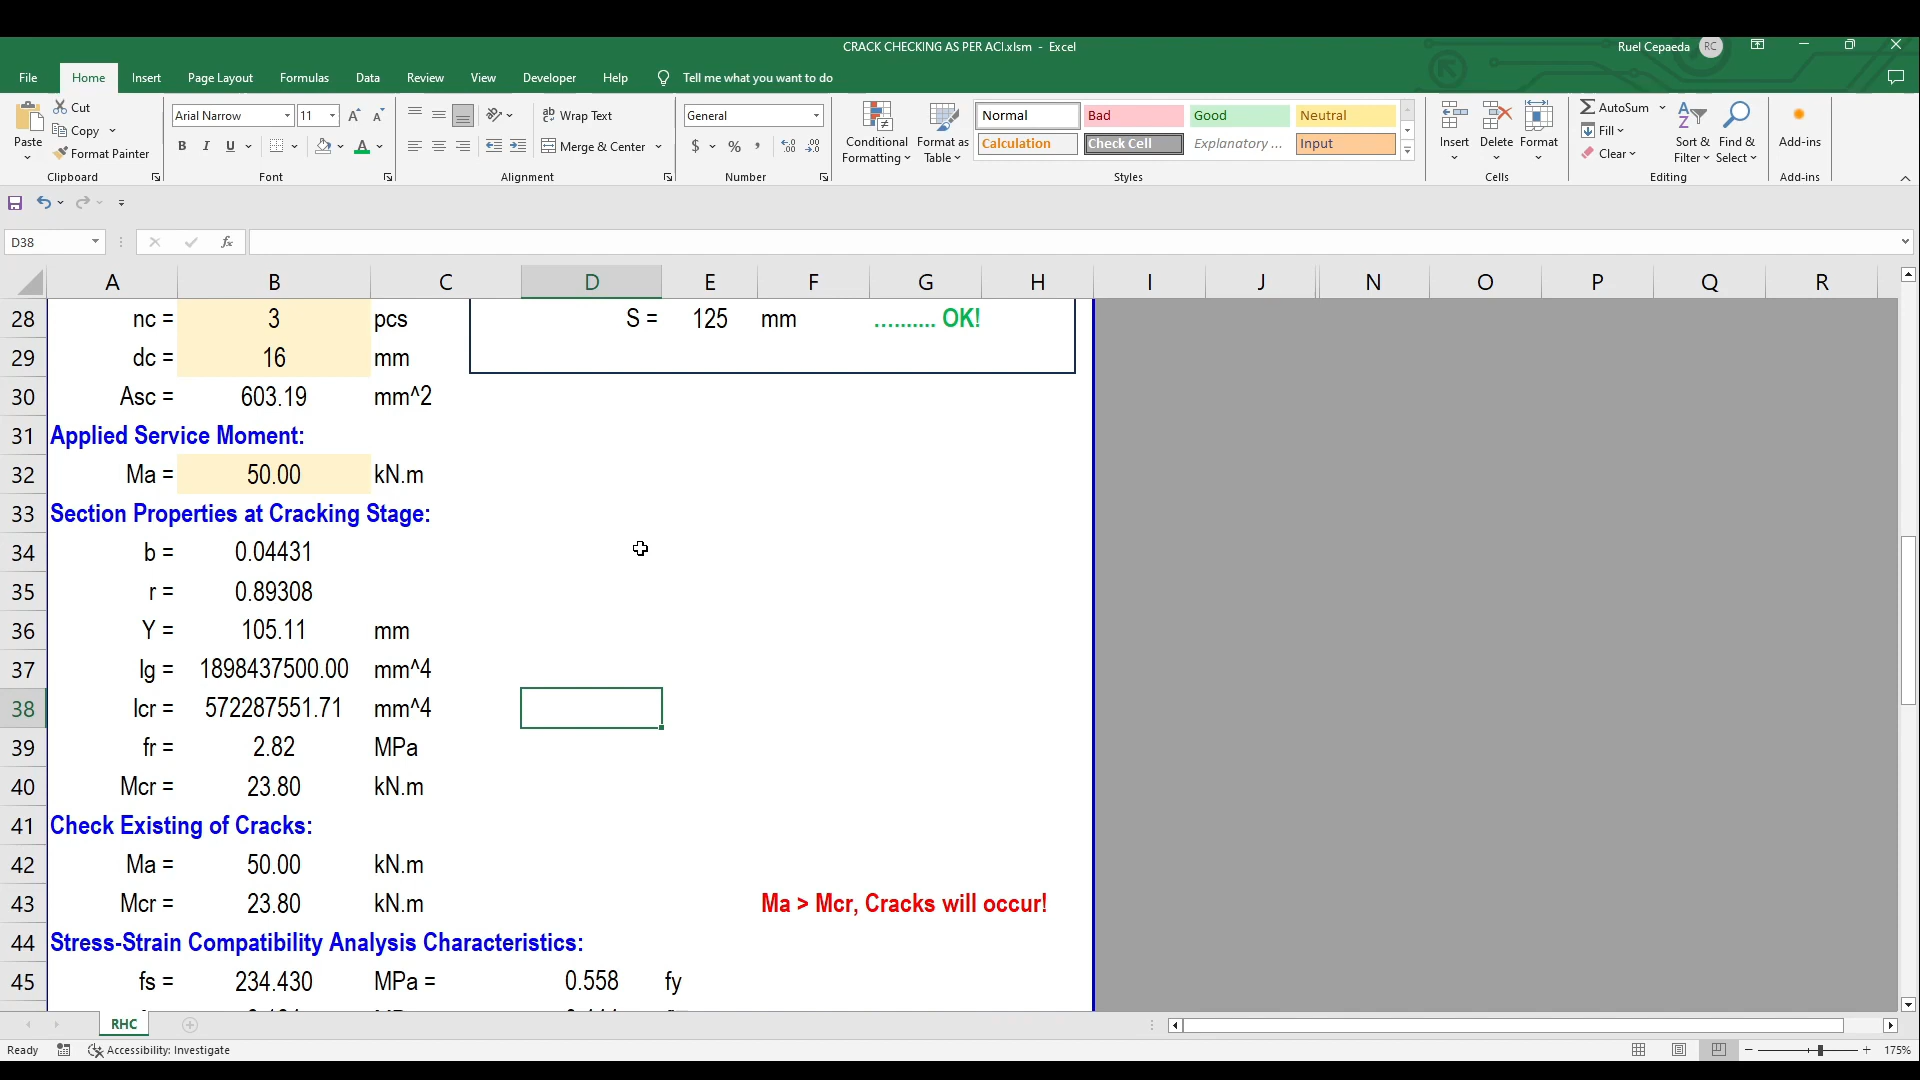 CRACK CHECKING AS PER ACI.xlsm - Excel
Ruel Cepaeda RC
File Home Insert Page Layout Formulas Data Review View Developer Help Tell me what you want to do
Paste
Cut
Copy
Format Painter
Clipboard
Arial Narrow 11
B I U
Font
Wrap Text
Merge & Center
Alignment
General
$ % ,
Number
Conditional Formatting
Format as Table
Normal Bad Good Neutral
Calculation Check Cell Explanatory ... Input
Styles
Insert Delete Format
Cells
AutoSum
Fill
Clear
Sort & Filter
Find & Select
Editing
Add-ins
Add-ins
D38
fx
A B C D E F G H I J N O P Q R
28 nc = 3 pcs S = 125 mm .......... OK!
29 dc = 16 mm
30 Asc = 603.19 mm^2
31 Applied Service Moment:
32 Ma = 50.00 kN.m
33 Section Properties at Cracking Stage:
34 b = 0.04431
35 r = 0.89308
36 Y = 105.11 mm
37 Ig = 1898437500.00 mm^4
38 Icr = 572287551.71 mm^4
39 fr = 2.82 MPa
40 Mcr = 23.80 kN.m
41 Check Existing of Cracks:
42 Ma = 50.00 kN.m
43 Mcr = 23.80 kN.m Ma > Mcr, Cracks will occur!
44 Stress-Strain Compatibility Analysis Characteristics:
45 fs = 234.430 MPa = 0.558 fy
RHC
Ready Accessibility: Investigate 175%